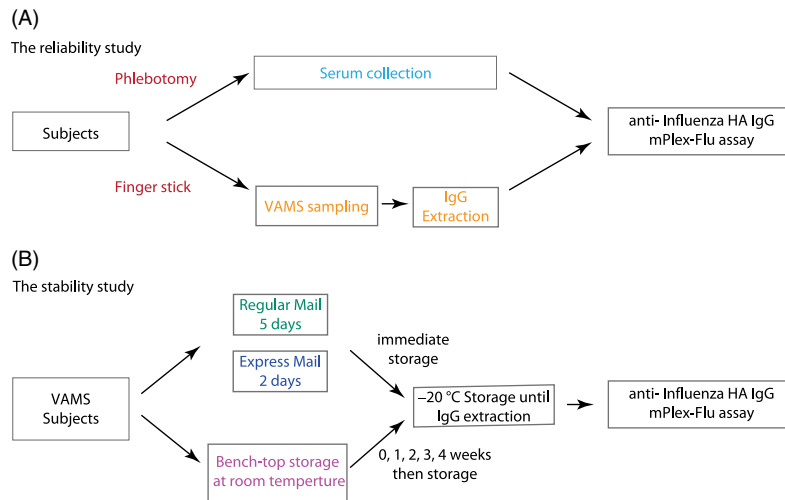 (A)
The reliability study
Phlebotomy
Serum collection
Subjects
anti- Influenza HA IgG
mPlex-Flu assay
Finger stick
VAMS sampling
IgG
Extraction
(B)
The stability study
Regular Mail
5 days
immediate
storage
Express Mail
2 days
VAMS
Subjects
−20 °C Storage until
IgG extraction
anti- Influenza HA IgG
mPlex-Flu assay
Bench-top storage
at room temperture
0, 1, 2, 3, 4 weeks
then storage